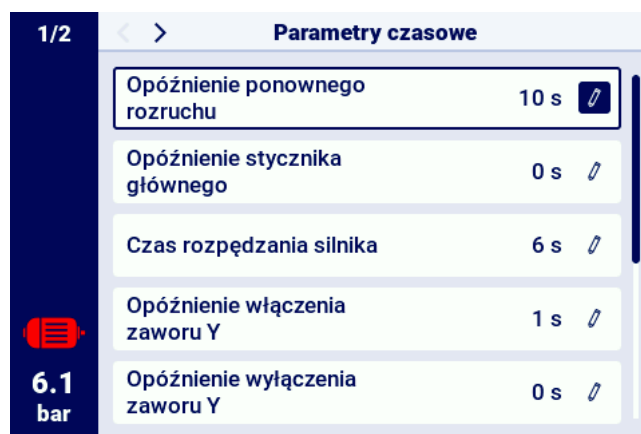 1/2
Parametry czasowe
Opóźnienie ponownego
rozruchu
10 s
Opóźnienie stycznika
głównego
0 s
Czas rozpędzania silnika
6 s
Opóźnienie włączenia
zaworu Y
1 s
Opóźnienie wyłączenia
zaworu Y
0 s
6.1
bar